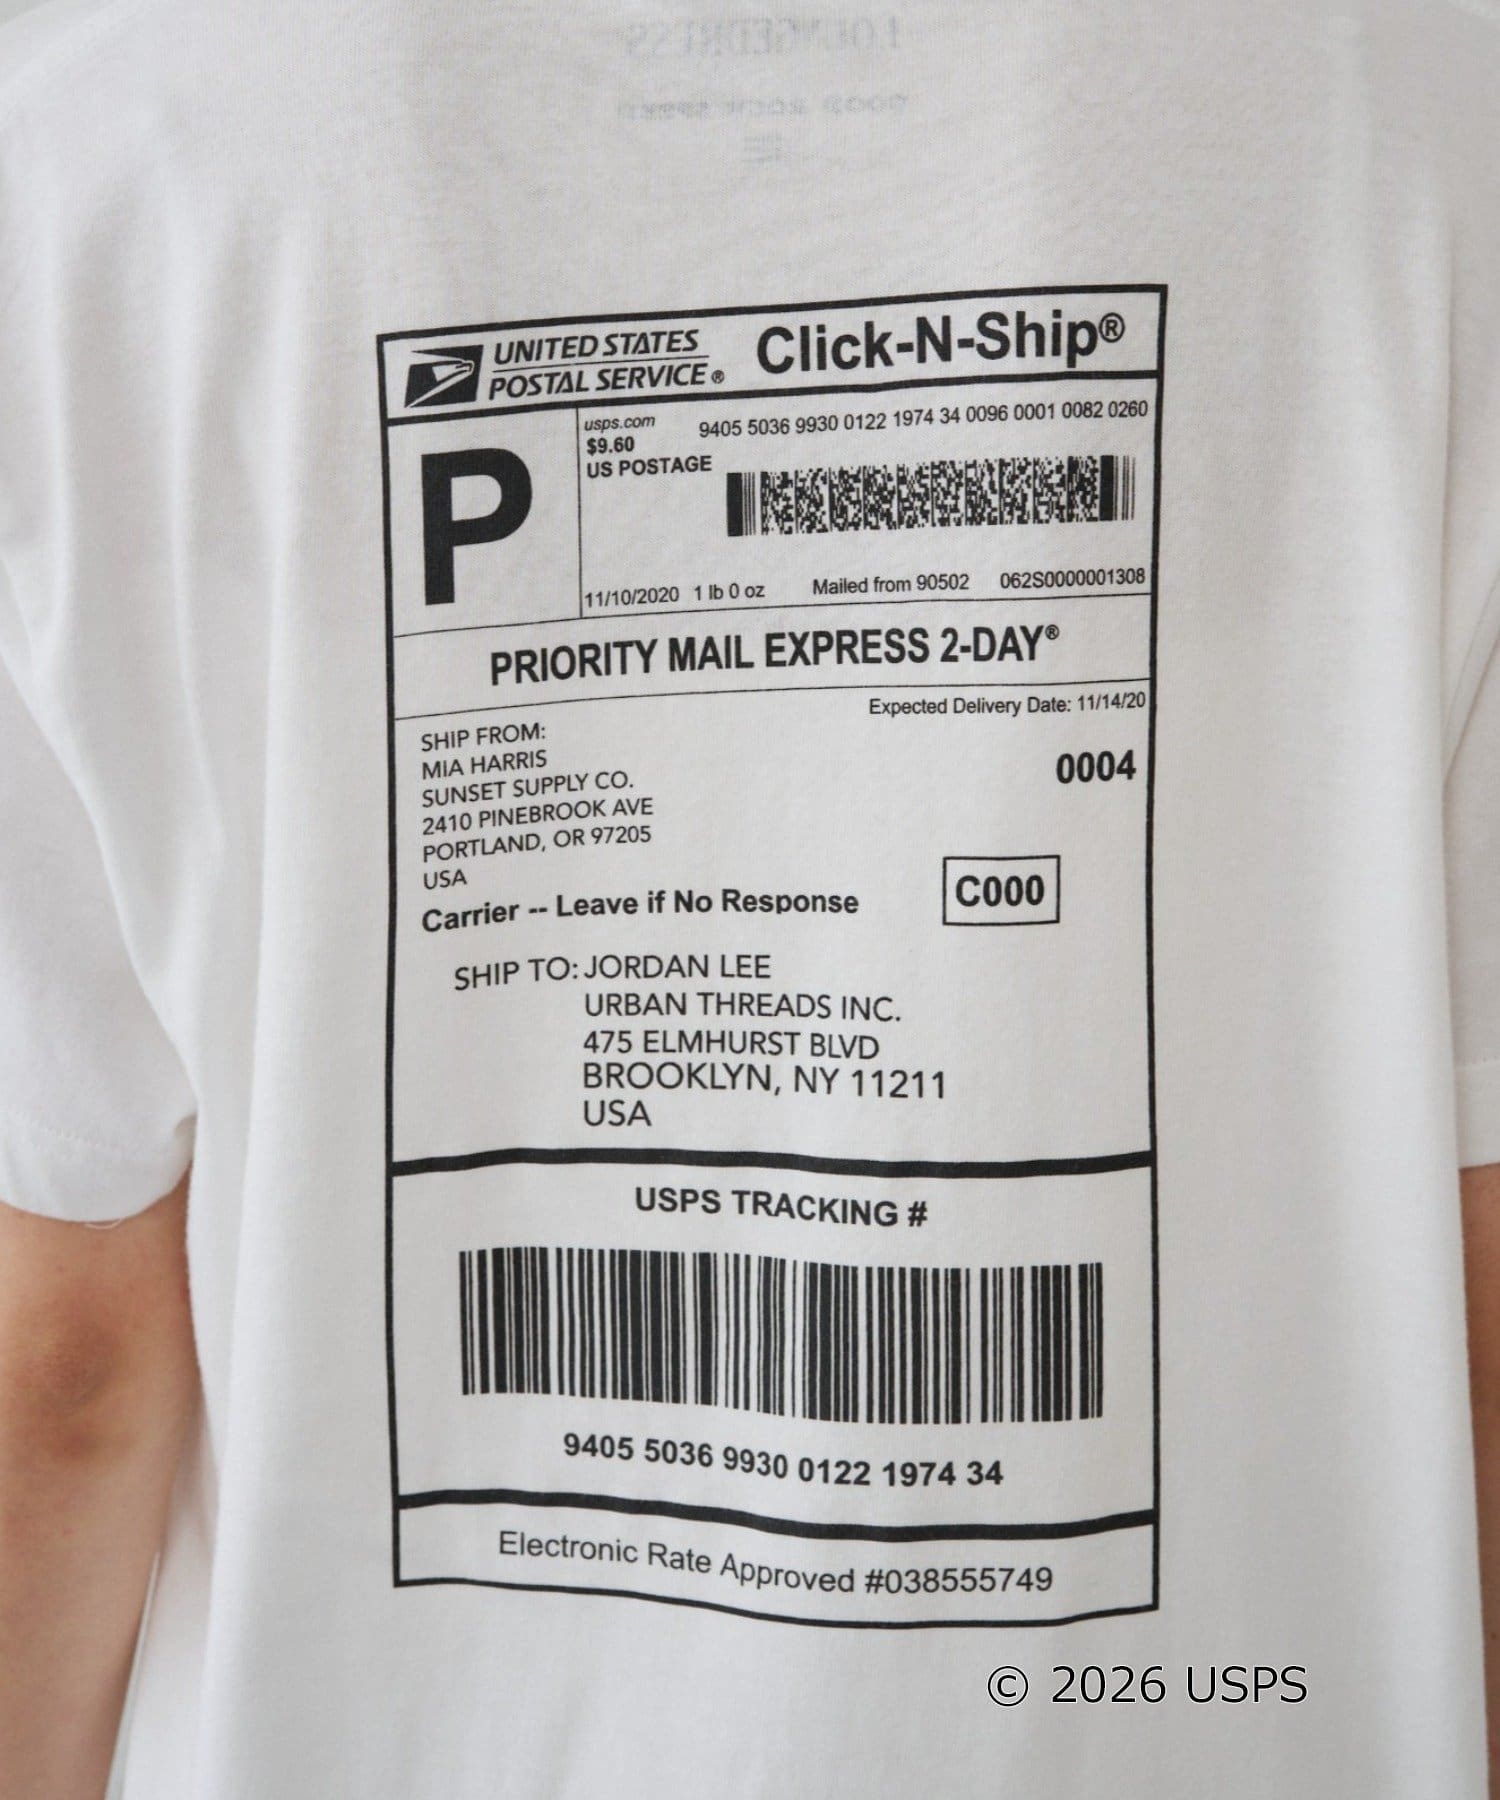 LOUNGEDRESS
GOOD ROCK SPEED
UNITED STATES
POSTAL SERVICE®
Click-N-Ship®
P
usps.com
$9.60
US POSTAGE
9405 5036 9930 0122 1974 34 0096 0001 0082 0260
11/10/2020 1 lb 0 oz Mailed from 90502 062S0000001308
PRIORITY MAIL EXPRESS 2-DAY®
Expected Delivery Date: 11/14/20
SHIP FROM:
MIA HARRIS
SUNSET SUPPLY CO.
2410 PINEBROOK AVE
PORTLAND, OR 97205
USA
0004
Carrier -- Leave if No Response
C000
SHIP TO: JORDAN LEE
URBAN THREADS INC.
475 ELMHURST BLVD
BROOKLYN, NY 11211
USA
USPS TRACKING #
9405 5036 9930 0122 1974 34
Electronic Rate Approved #038555749
© 2026 USPS